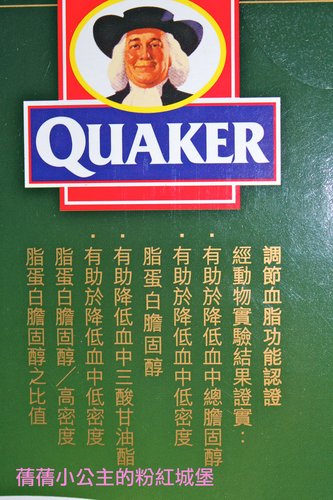 QUAKER
調節血脂功能認證
經動物實驗結果證實：
·有助於降低血中總膽固醇
·有助於降低血中低密度
脂蛋白膽固醇
·有助降低血中三酸甘油酯
·有助於降低血中低密度
脂蛋白膽固醇／高密度
脂蛋白膽固醇之比值
蒨蒨小公主的粉紅城堡